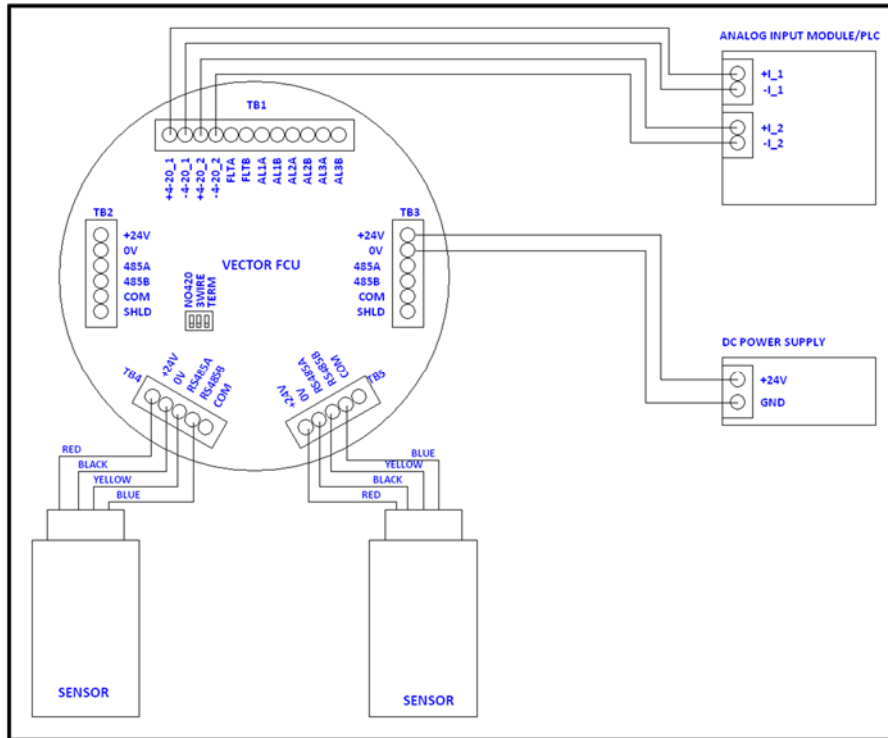 ANALOG INPUT MODULE/PLC
+I_1
-I_1
+I_2
-I_2
TB1
+4-20_1
-4-20_1
+4-20_2
-4-20_2
FLTA
FLTB
AL1A
AL1B
AL2A
AL2B
AL3A
AL3B
TB2
+24V
0V
485A
485B
COM
SHLD
VECTOR FCU
NO420
3WIRE
TERM
TB3
+24V
0V
485A
485B
COM
SHLD
DC POWER SUPPLY
+24V
GND
TB4
+24V
0V
RS485A
RS485B
COM
TB5
+24V
0V
RS485A
RS485B
COM
RED
BLACK
YELLOW
BLUE
BLUE
YELLOW
BLACK
RED
SENSOR
SENSOR